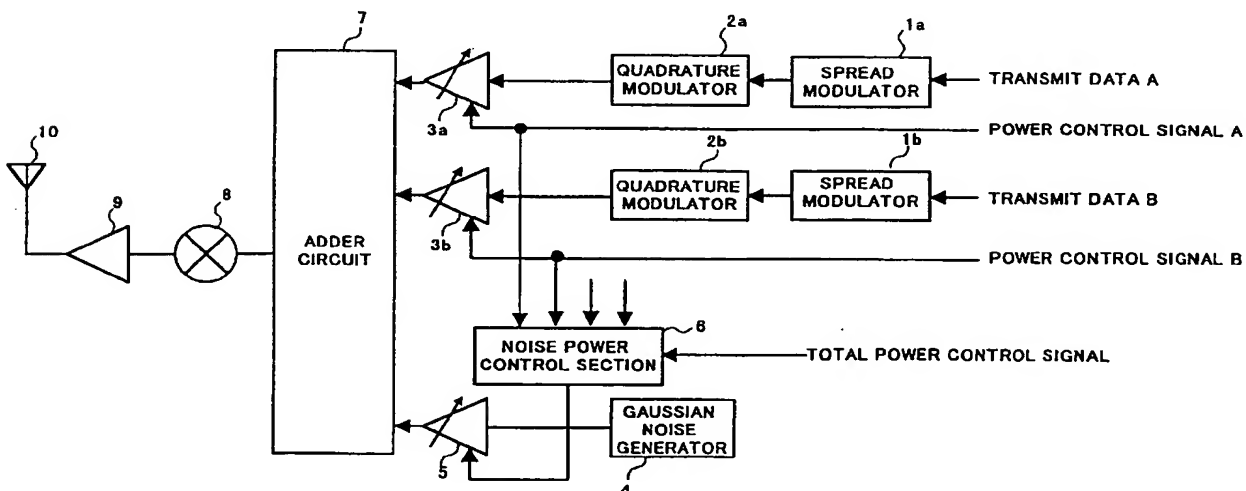 7
2a
1a
QUADRATURE
MODULATOR
SPREAD
MODULATOR
TRANSMIT DATA A
3a
POWER CONTROL SIGNAL A
10
2b
1b
9
8
ADDER
CIRCUIT
QUADRATURE
MODULATOR
SPREAD
MODULATOR
TRANSMIT DATA B
3b
POWER CONTROL SIGNAL B
6
NOISE POWER
CONTROL SECTION
TOTAL POWER CONTROL SIGNAL
GAUSSIAN
NOISE
GENERATOR
5
4